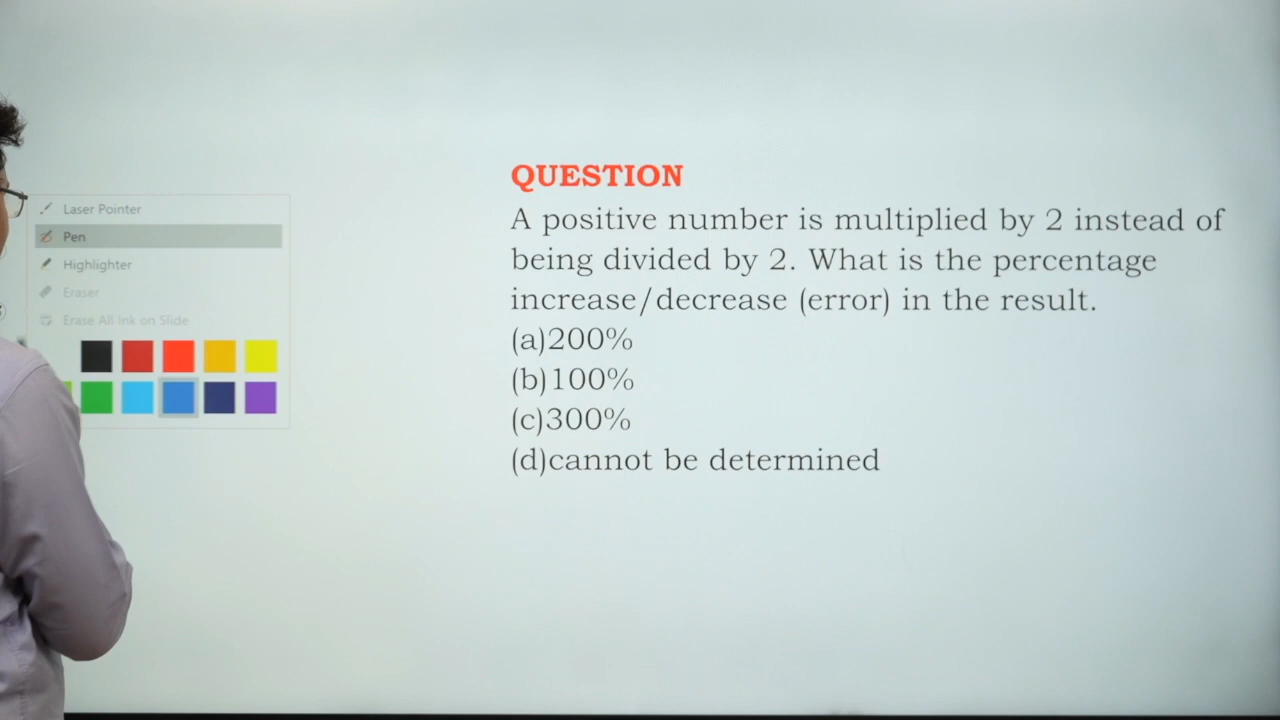 QUESTION
A positive number is multiplied by 2 instead of
being divided by 2. What is the percentage
increase/decrease (error) in the result.
(a)200%
(b)100%
(c)300%
(d)cannot be determined
Laser Pointer
Pen
Highlighter
Eraser
Erase All Ink on Slide